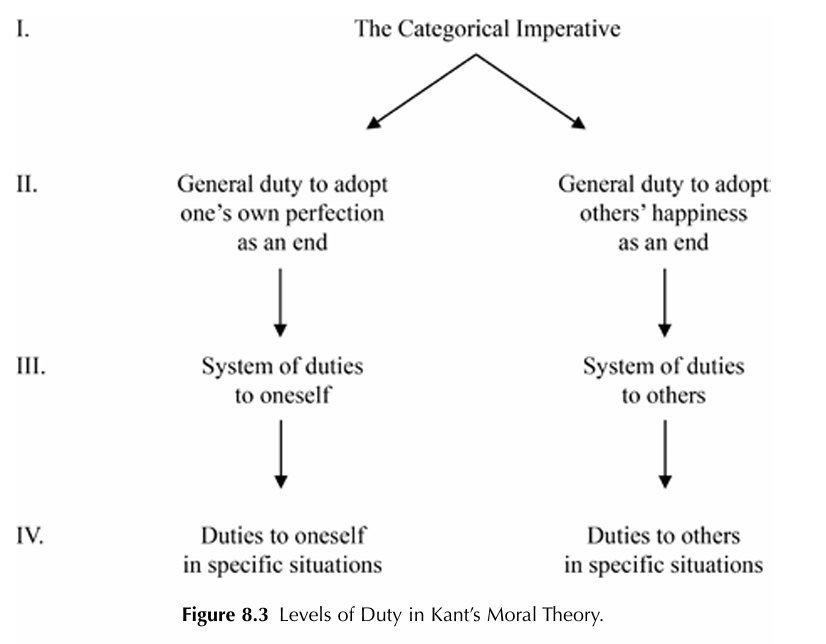 I.
The Categorical Imperative
II.
General duty to adopt
one's own perfection
as an end
General duty to adopt
others' happiness
as an end
III.
System of duties
to oneself
System of duties
to others
IV.
Duties to oneself
in specific situations
Duties to others
in specific situations
Figure 8.3 Levels of Duty in Kant's Moral Theory.